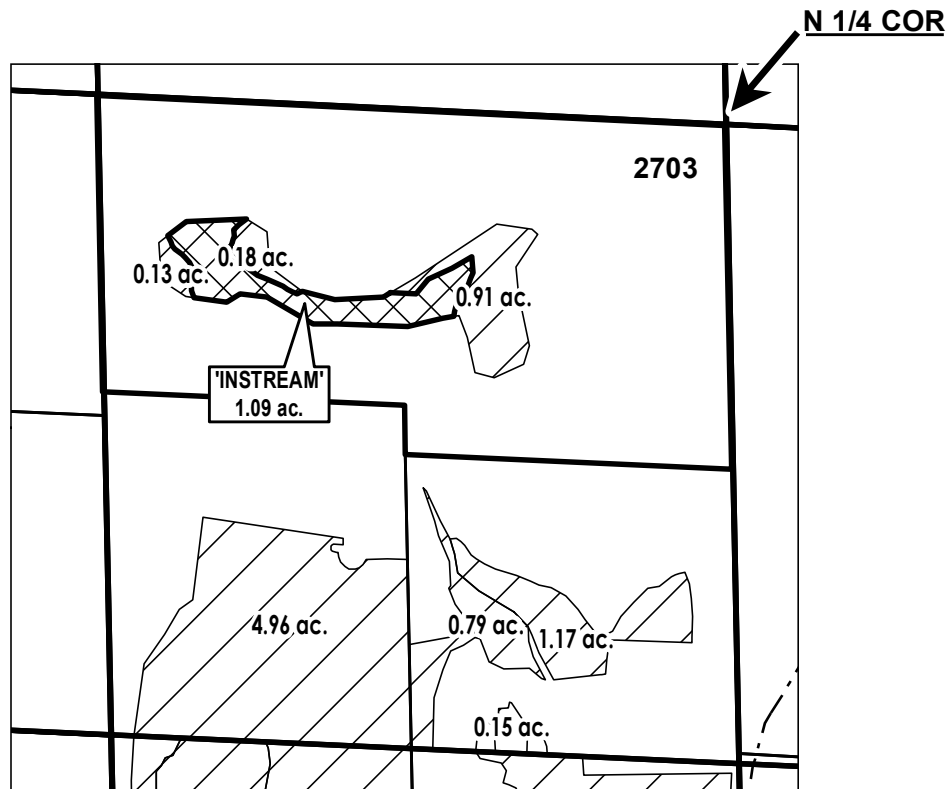 N 1/4 COR
2703
0.18 ac.
0.13 ac.
0.91 ac.
'INSTREAM'
1.09 ac.
4.96 ac.
0.79 ac.
1.17 ac.
0.15 ac.